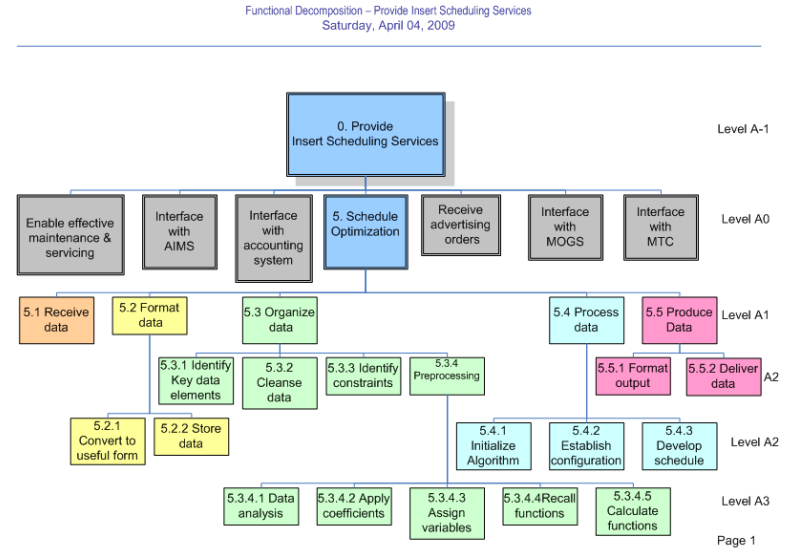 Functional Decomposition – Provide Insert Scheduling Services
Saturday, April 04, 2009
0. Provide
Insert Scheduling Services
Level A-1
Enable effective
maintenance &
servicing
Interface
with
AIMS
Interface
with
accounting
system
5. Schedule
Optimization
Receive
advertising
orders
Interface
with
MOGS
Interface
with
MTC
Level A0
5.1 Receive
data
5.2 Format
data
5.3 Organize
data
5.4 Process
data
5.5 Produce
Data
Level A1
5.3.1 Identify
Key data
elements
5.3.2
Cleanse
data
5.3.3 Identify
constraints
5.3.4
Preprocessing
5.5.1 Format
output
5.5.2 Deliver
data
A2
5.2.1
Convert to
useful form
5.2.2 Store
data
5.4.1
Initialize
Algorithm
5.4.2
Establish
configuration
5.4.3
Develop
schedule
Level A2
5.3.4.1 Data
analysis
5.3.4.2 Apply
coefficients
5.3.4.3
Assign
variables
5.3.4.4Recall
functions
5.3.4.5
Calculate
functions
Level A3
Page 1